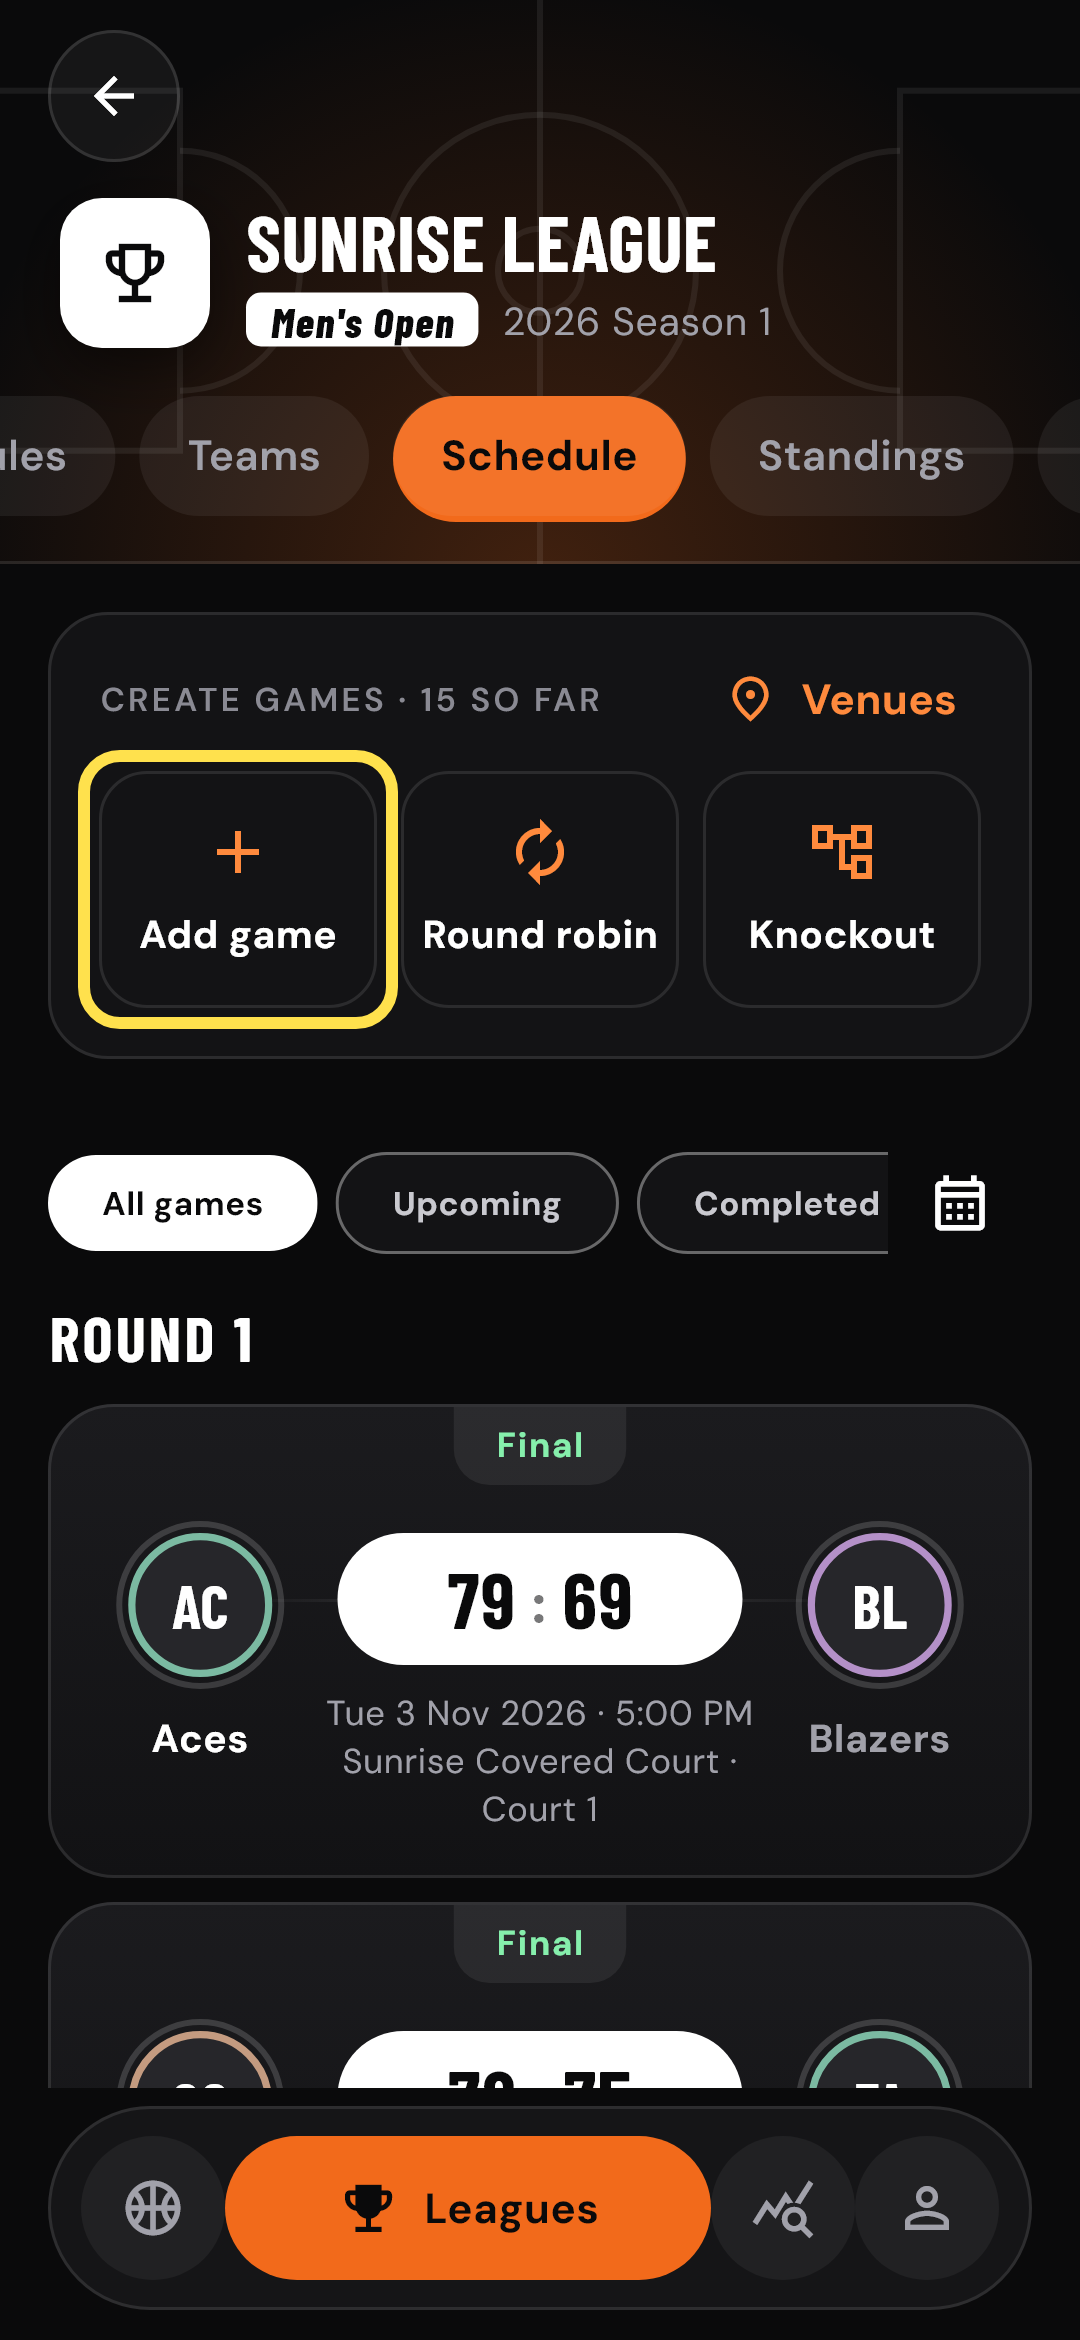 SUNRISE LEAGUE
Men's Open 2026 Season 1
Teams Schedule Standings
CREATE GAMES · 15 SO FAR Venues
Add game Round robin Knockout
All games Upcoming Completed
ROUND 1
Final
AC 79 : 69 BL
Aces Blazers
Tue 3 Nov 2026 · 5:00 PM
Sunrise Covered Court ·
Court 1
Final
Leagues